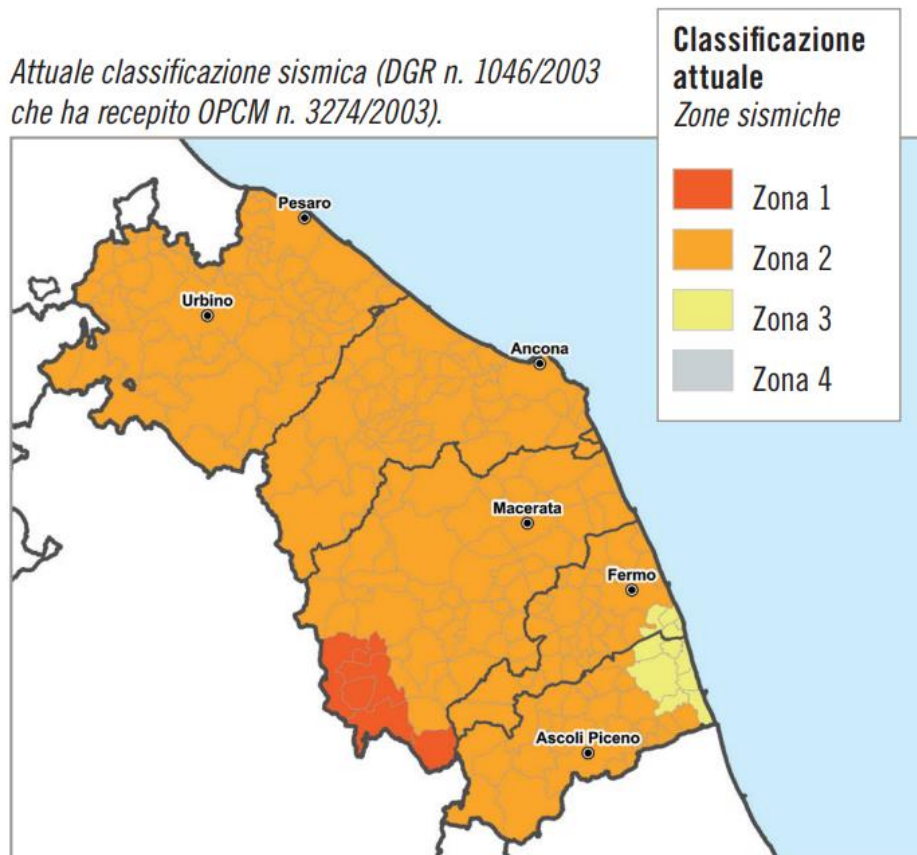 Attuale classificazione sismica (DGR n. 1046/2003
che ha recepito OPCM n. 3274/2003).
Classificazione
attuale
Zone sismiche
Zona 1
Zona 2
Zona 3
Zona 4
Pesaro
Urbino
Ancona
Macerata
Fermo
Ascoli Piceno